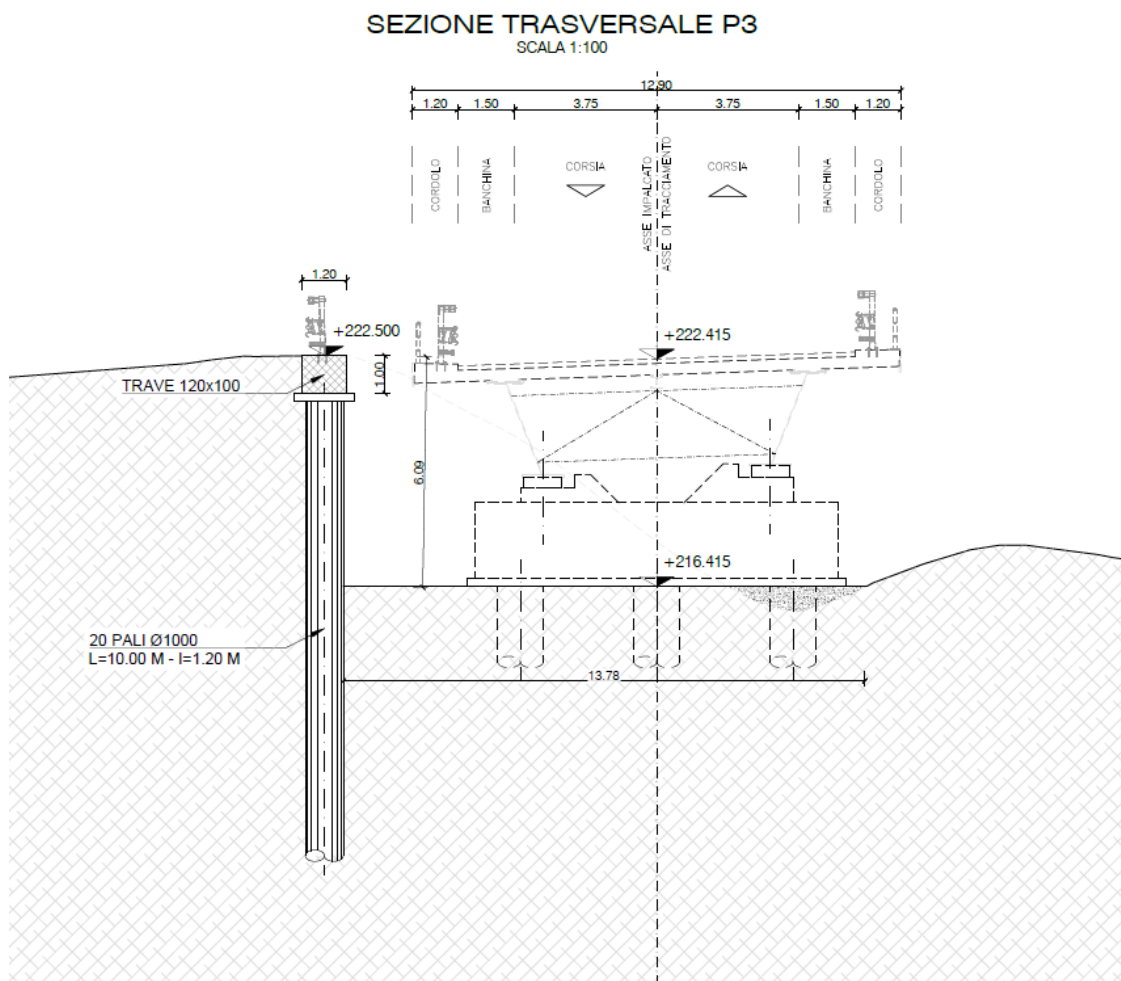 SEZIONE TRASVERSALE P3
SCALA 1:100
12.90
1.20 1.50 3.75 3.75 1.50 1.20
CORDOLO
BANCHINA
CORSIA
ASSE IMPALCATO
ASSE DI TRACCIAMENTO
CORSIA
BANCHINA
CORDOLO
1.20
+222.500
+222.415
TRAVE 120x100
1.00
6.09
+216.415
20 PALI Ø1000
L=10.00 M - I=1.20 M
13.78